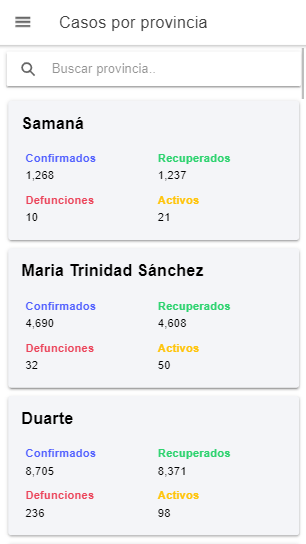 Casos por provincia
Buscar provincia..
Samaná
Confirmados Recuperados
1,268 1,237
Defunciones Activos
10 21
Maria Trinidad Sánchez
Confirmados Recuperados
4,690 4,608
Defunciones Activos
32 50
Duarte
Confirmados Recuperados
8,705 8,371
Defunciones Activos
236 98